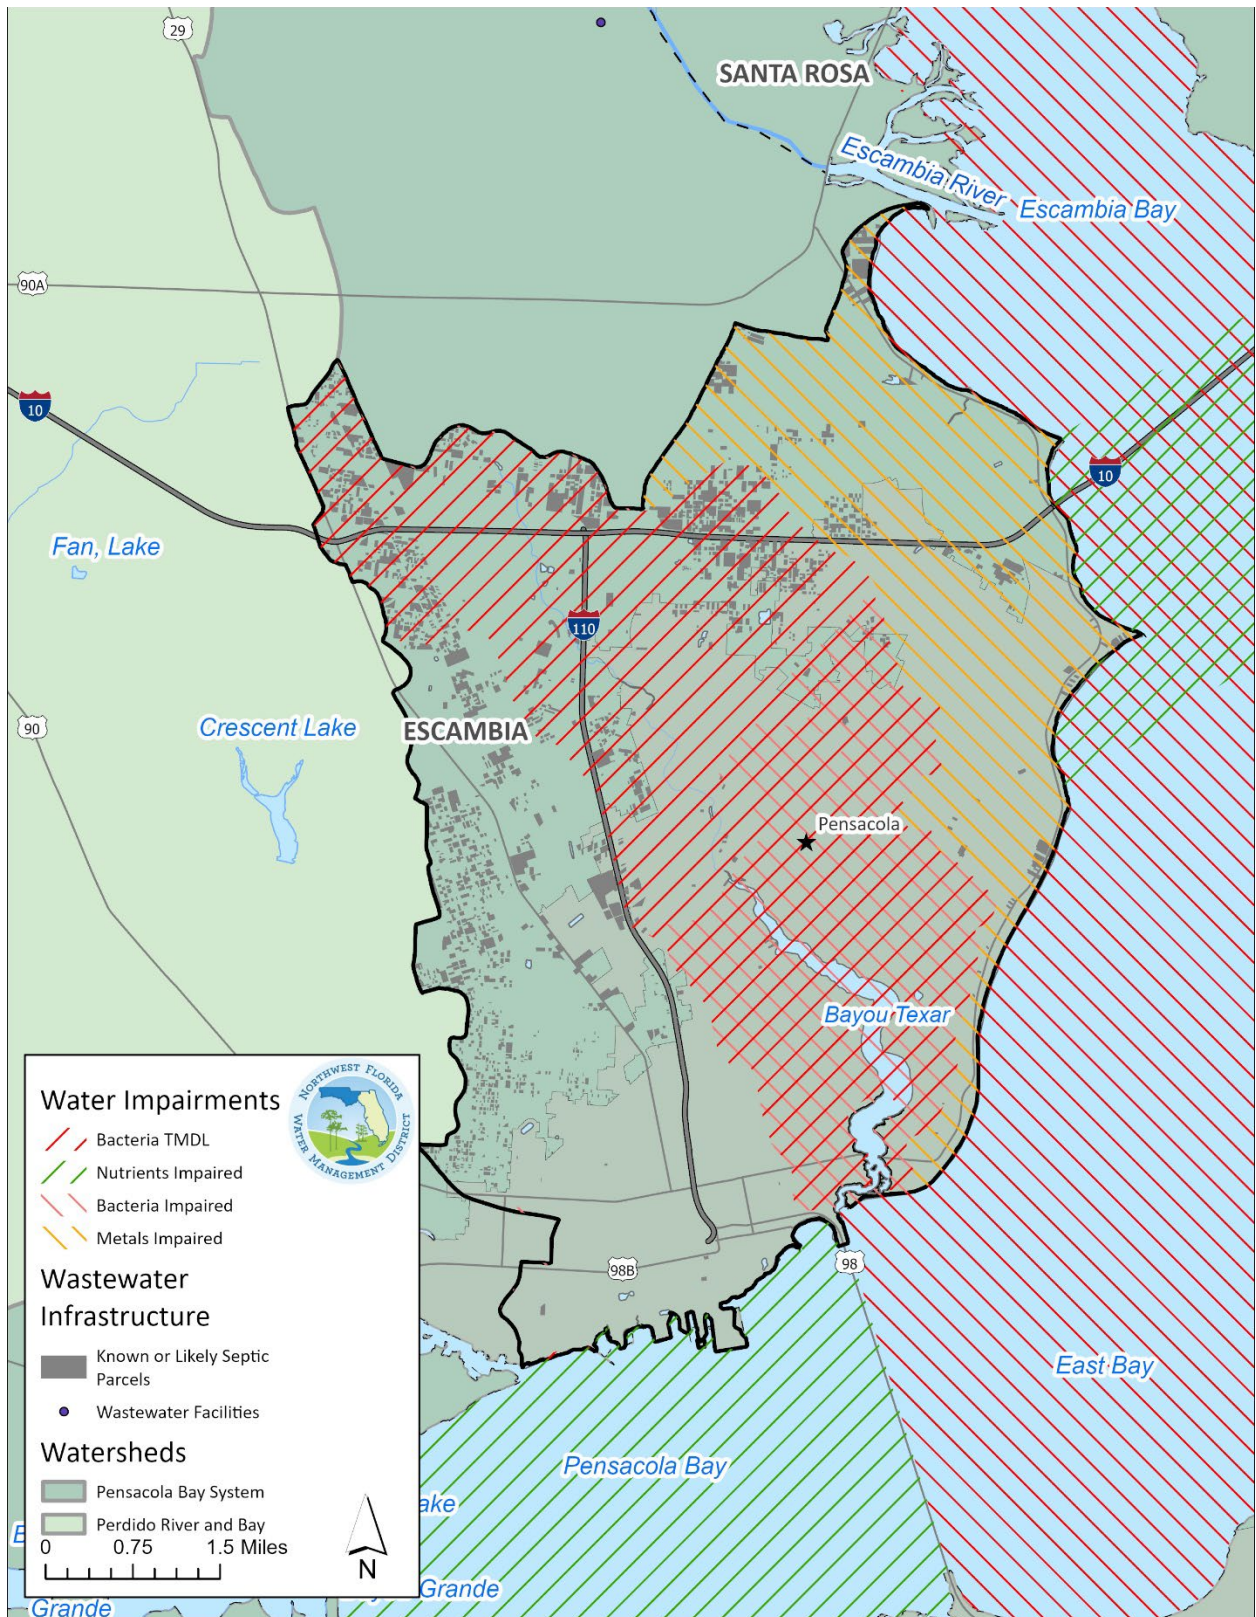 29
SANTA ROSA
Escambia River
Escambia Bay
90A
10
10
Fan, Lake
110
90
Crescent Lake
ESCAMBIA
Pensacola
Bayou Texar
NORTHWEST FLORIDA
WATER MANAGEMENT DISTRICT
Water Impairments
Bacteria TMDL
Nutrients Impaired
Bacteria Impaired
Metals Impaired
Wastewater
Infrastructure
Known or Likely Septic
Parcels
Wastewater Facilities
Watersheds
Pensacola Bay System
Perdido River and Bay
0 0.75 1.5 Miles
N
98B
98
East Bay
Pensacola Bay
ake
B
Grande
Grande